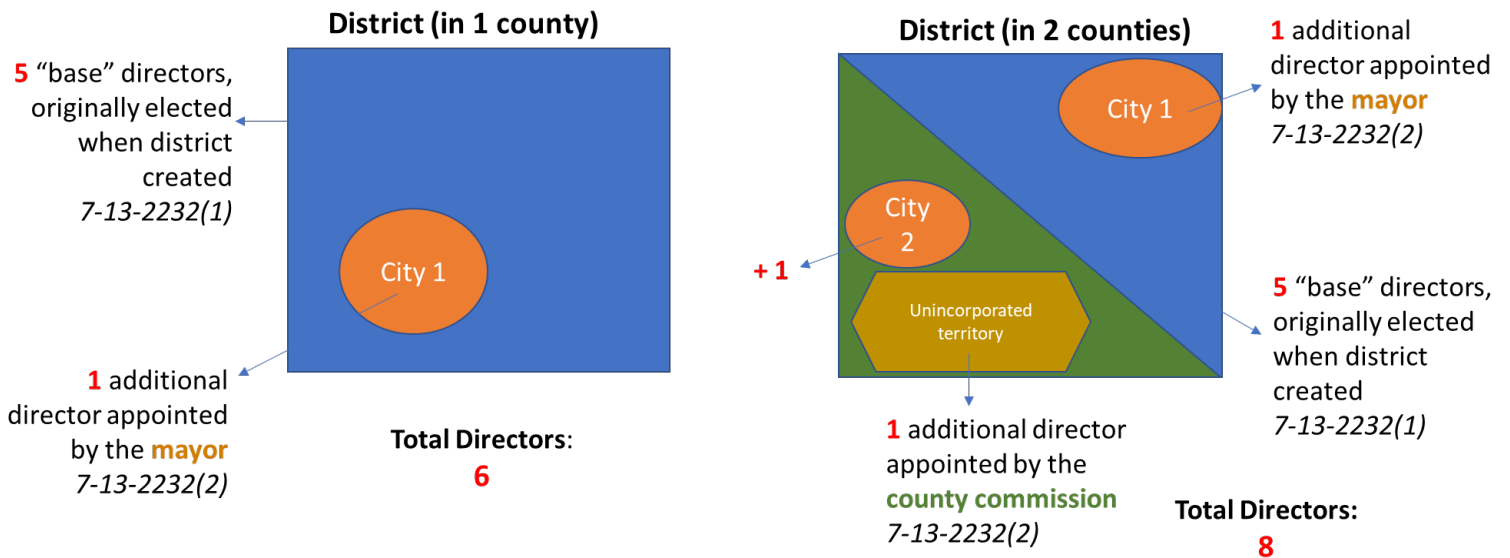 District (in 1 county)
5 “base” directors,
originally elected
when district
created
7-13-2232(1)
City 1
1 additional
director appointed
by the mayor
7-13-2232(2)
Total Directors:
6
District (in 2 counties)
1 additional
director appointed
by the mayor
7-13-2232(2)
City 1
City
2
+ 1
Unincorporated
territory
5 “base” directors,
originally elected
when district
created
7-13-2232(1)
1 additional director
appointed by the
county commission
7-13-2232(2)
Total Directors:
8